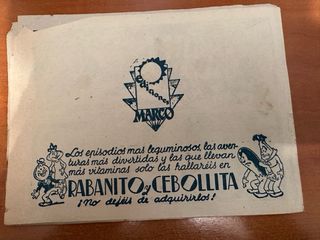 MARCO
Los episodios mas leguminosos, las aven-
turas más divertidas y las que llevan
más vitaminas solo las hallaréis en
RABANITO y CEBOLLITA
¡No dejéis de adquirirlos!